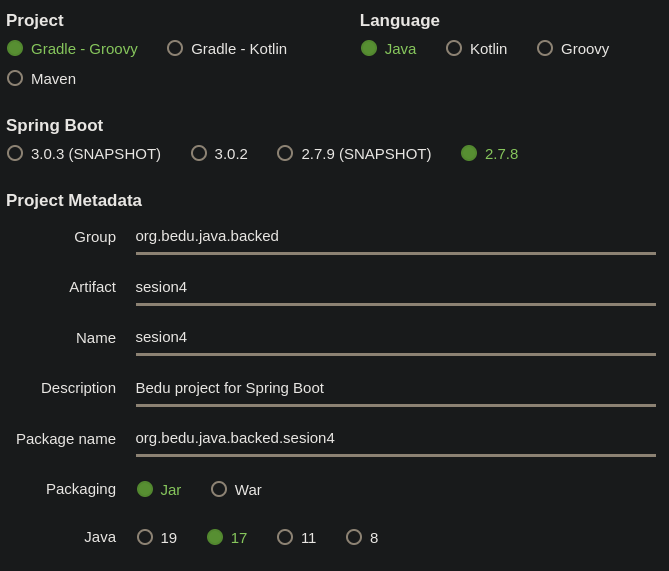 Project
Gradle - Groovy Gradle - Kotlin
Maven
Language
Java Kotlin Groovy
Spring Boot
3.0.3 (SNAPSHOT) 3.0.2 2.7.9 (SNAPSHOT) 2.7.8
Project Metadata
Group org.bedu.java.backed
Artifact sesion4
Name sesion4
Description Bedu project for Spring Boot
Package name org.bedu.java.backed.sesion4
Packaging Jar War
Java 19 17 11 8